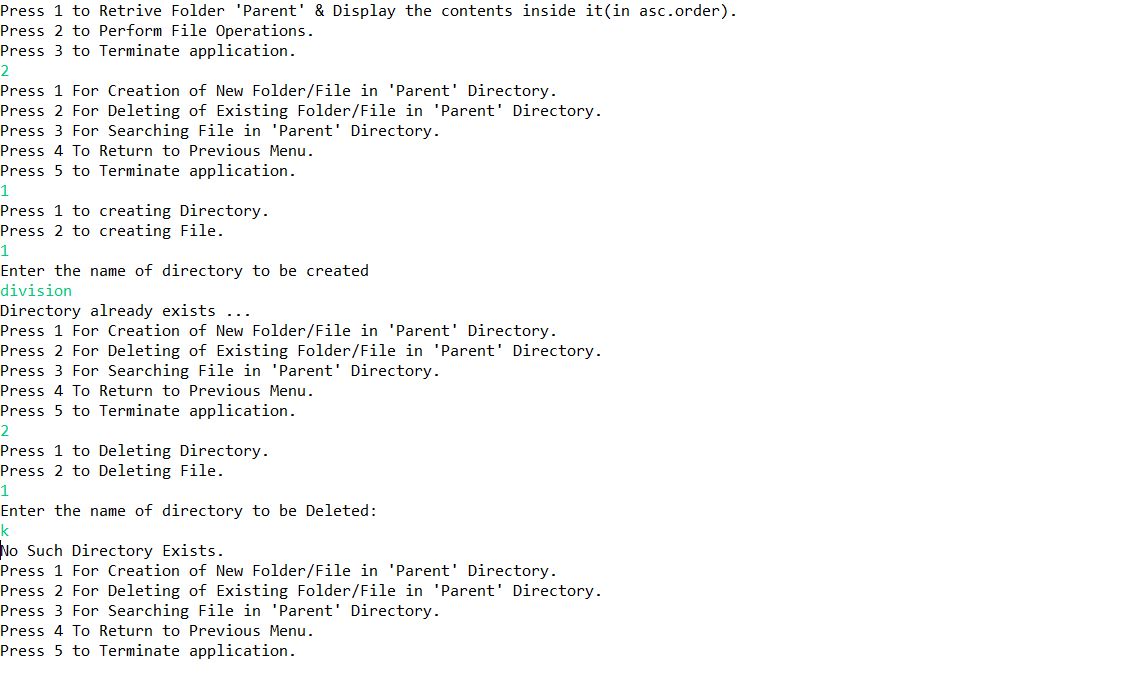 Press 1 to Retrive Folder 'Parent' & Display the contents inside it(in asc.order).
Press 2 to Perform File Operations.
Press 3 to Terminate application.
2
Press 1 For Creation of New Folder/File in 'Parent' Directory.
Press 2 For Deleting of Existing Folder/File in 'Parent' Directory.
Press 3 For Searching File in 'Parent' Directory.
Press 4 To Return to Previous Menu.
Press 5 to Terminate application.
1
Press 1 to creating Directory.
Press 2 to creating File.
1
Enter the name of directory to be created
division
Directory already exists ...
Press 1 For Creation of New Folder/File in 'Parent' Directory.
Press 2 For Deleting of Existing Folder/File in 'Parent' Directory.
Press 3 For Searching File in 'Parent' Directory.
Press 4 To Return to Previous Menu.
Press 5 to Terminate application.
2
Press 1 to Deleting Directory.
Press 2 to Deleting File.
1
Enter the name of directory to be Deleted:
k
No Such Directory Exists.
Press 1 For Creation of New Folder/File in 'Parent' Directory.
Press 2 For Deleting of Existing Folder/File in 'Parent' Directory.
Press 3 For Searching File in 'Parent' Directory.
Press 4 To Return to Previous Menu.
Press 5 to Terminate application.